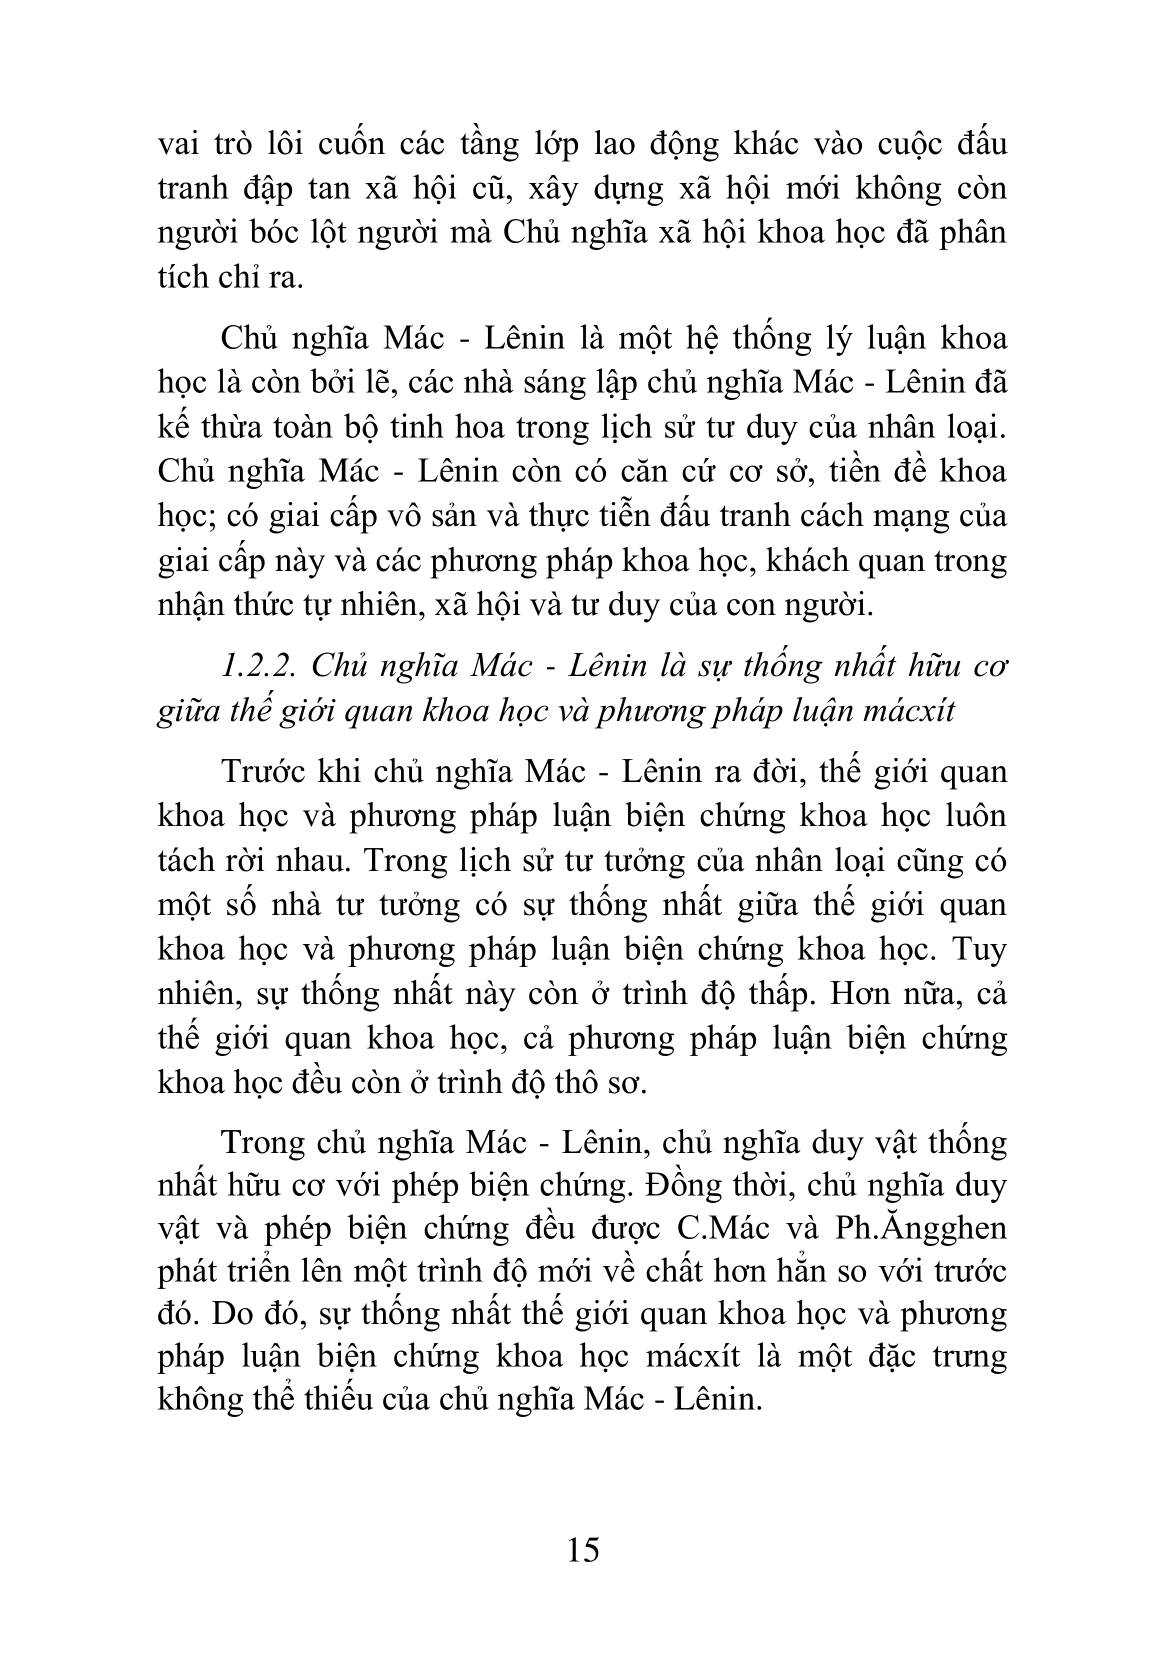 vai trò lôi cuốn các tầng lớp lao động khác vào cuộc đấu
tranh đập tan xã hội cũ, xây dựng xã hội mới không còn
người bóc lột người mà Chủ nghĩa xã hội khoa học đã phân
tích chỉ ra.
Chủ nghĩa Mác - Lênin là một hệ thống lý luận khoa
học là còn bởi lẽ, các nhà sáng lập chủ nghĩa Mác - Lênin đã
kế thừa toàn bộ tinh hoa trong lịch sử tư duy của nhân loại.
Chủ nghĩa Mác - Lênin còn có căn cứ cơ sở, tiền đề khoa
học; có giai cấp vô sản và thực tiễn đấu tranh cách mạng của
giai cấp này và các phương pháp khoa học, khách quan trong
nhận thức tự nhiên, xã hội và tư duy của con người.
1.2.2. Chủ nghĩa Mác - Lênin là sự thống nhất hữu cơ
giữa thế giới quan khoa học và phương pháp luận mácxít
Trước khi chủ nghĩa Mác - Lênin ra đời, thế giới quan
khoa học và phương pháp luận biện chứng khoa học luôn
tách rời nhau. Trong lịch sử tư tưởng của nhân loại cũng có
một số nhà tư tưởng có sự thống nhất giữa thế giới quan
khoa học và phương pháp luận biện chứng khoa học. Tuy
nhiên, sự thống nhất này còn ở trình độ thấp. Hơn nữa, cả
thế giới quan khoa học, cả phương pháp luận biện chứng
khoa học đều còn ở trình độ thô sơ.
Trong chủ nghĩa Mác - Lênin, chủ nghĩa duy vật thống
nhất hữu cơ với phép biện chứng. Đồng thời, chủ nghĩa duy
vật và phép biện chứng đều được C.Mác và Ph.Ăngghen
phát triển lên một trình độ mới về chất hơn hẳn so với trước
đó. Do đó, sự thống nhất thế giới quan khoa học và phương
pháp luận biện chứng khoa học mácxít là một đặc trưng
không thể thiếu của chủ nghĩa Mác - Lênin.
15